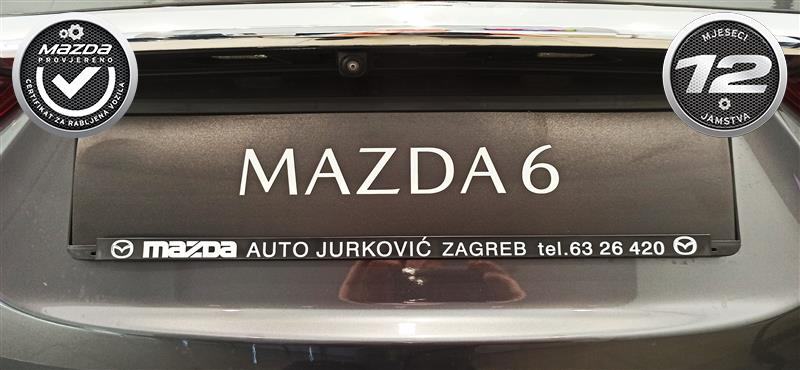 MAZDA
PROVJERENO
CERTIFIKAT ZA RABLJENA VOZILA
MJESECI
12
JAMSTVA
MAZDA 6
mazda AUTO JURKOVIĆ ZAGREB tel.63 26 420